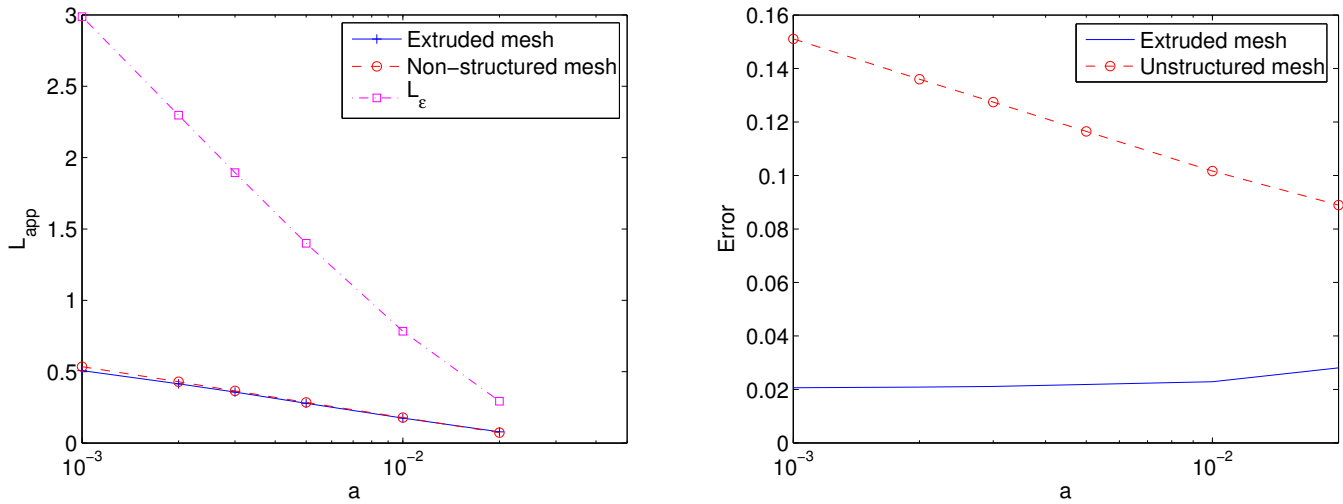 3
2.5
2
1.5
1
0.5
0
L_app
10^−3
10^−2
a
Extruded mesh
Non−structured mesh
L_ε
0.16
0.14
0.12
0.1
0.08
0.06
0.04
0.02
0
Error
10^−3
10^−2
a
Extruded mesh
Unstructured mesh